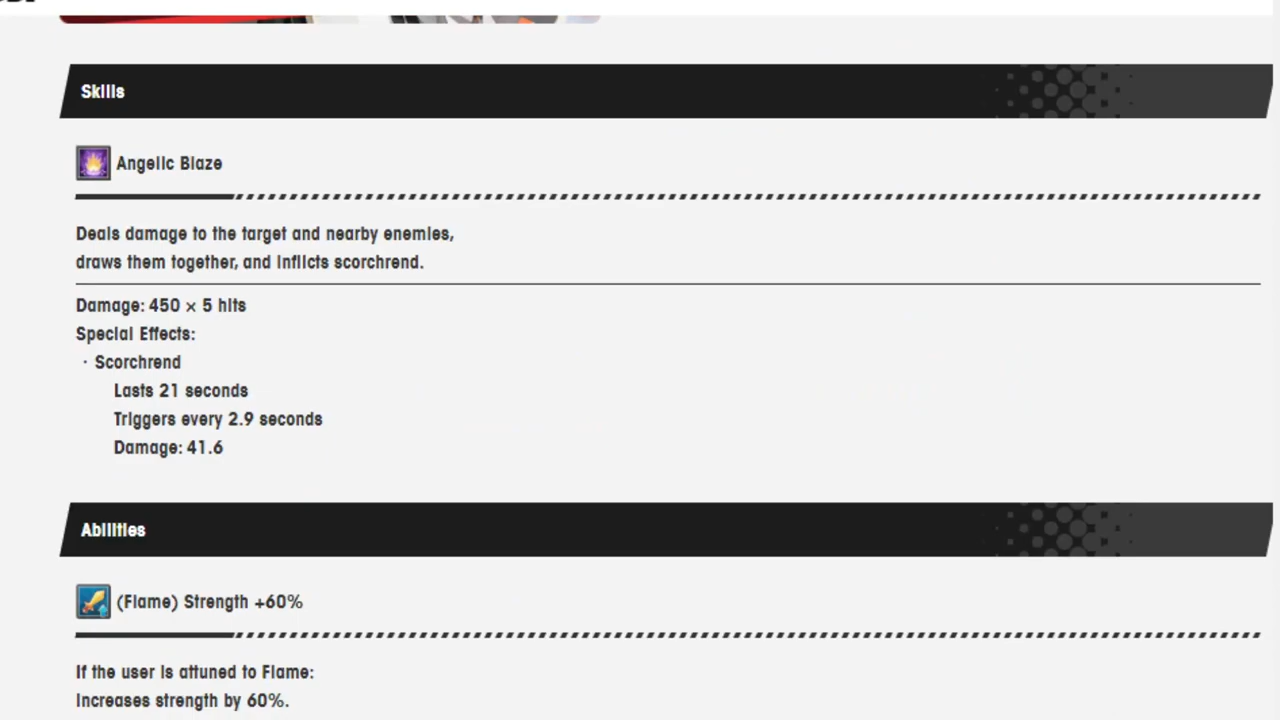 Skills
Angelic Blaze
Deals damage to the target and nearby enemies,
draws them together, and inflicts scorchrend.
Damage: 450 × 5 hits
Special Effects:
・Scorchrend
Lasts 21 seconds
Triggers every 2.9 seconds
Damage: 41.6
Abilities
(Flame) Strength +60%
If the user is attuned to Flame:
Increases strength by 60%.